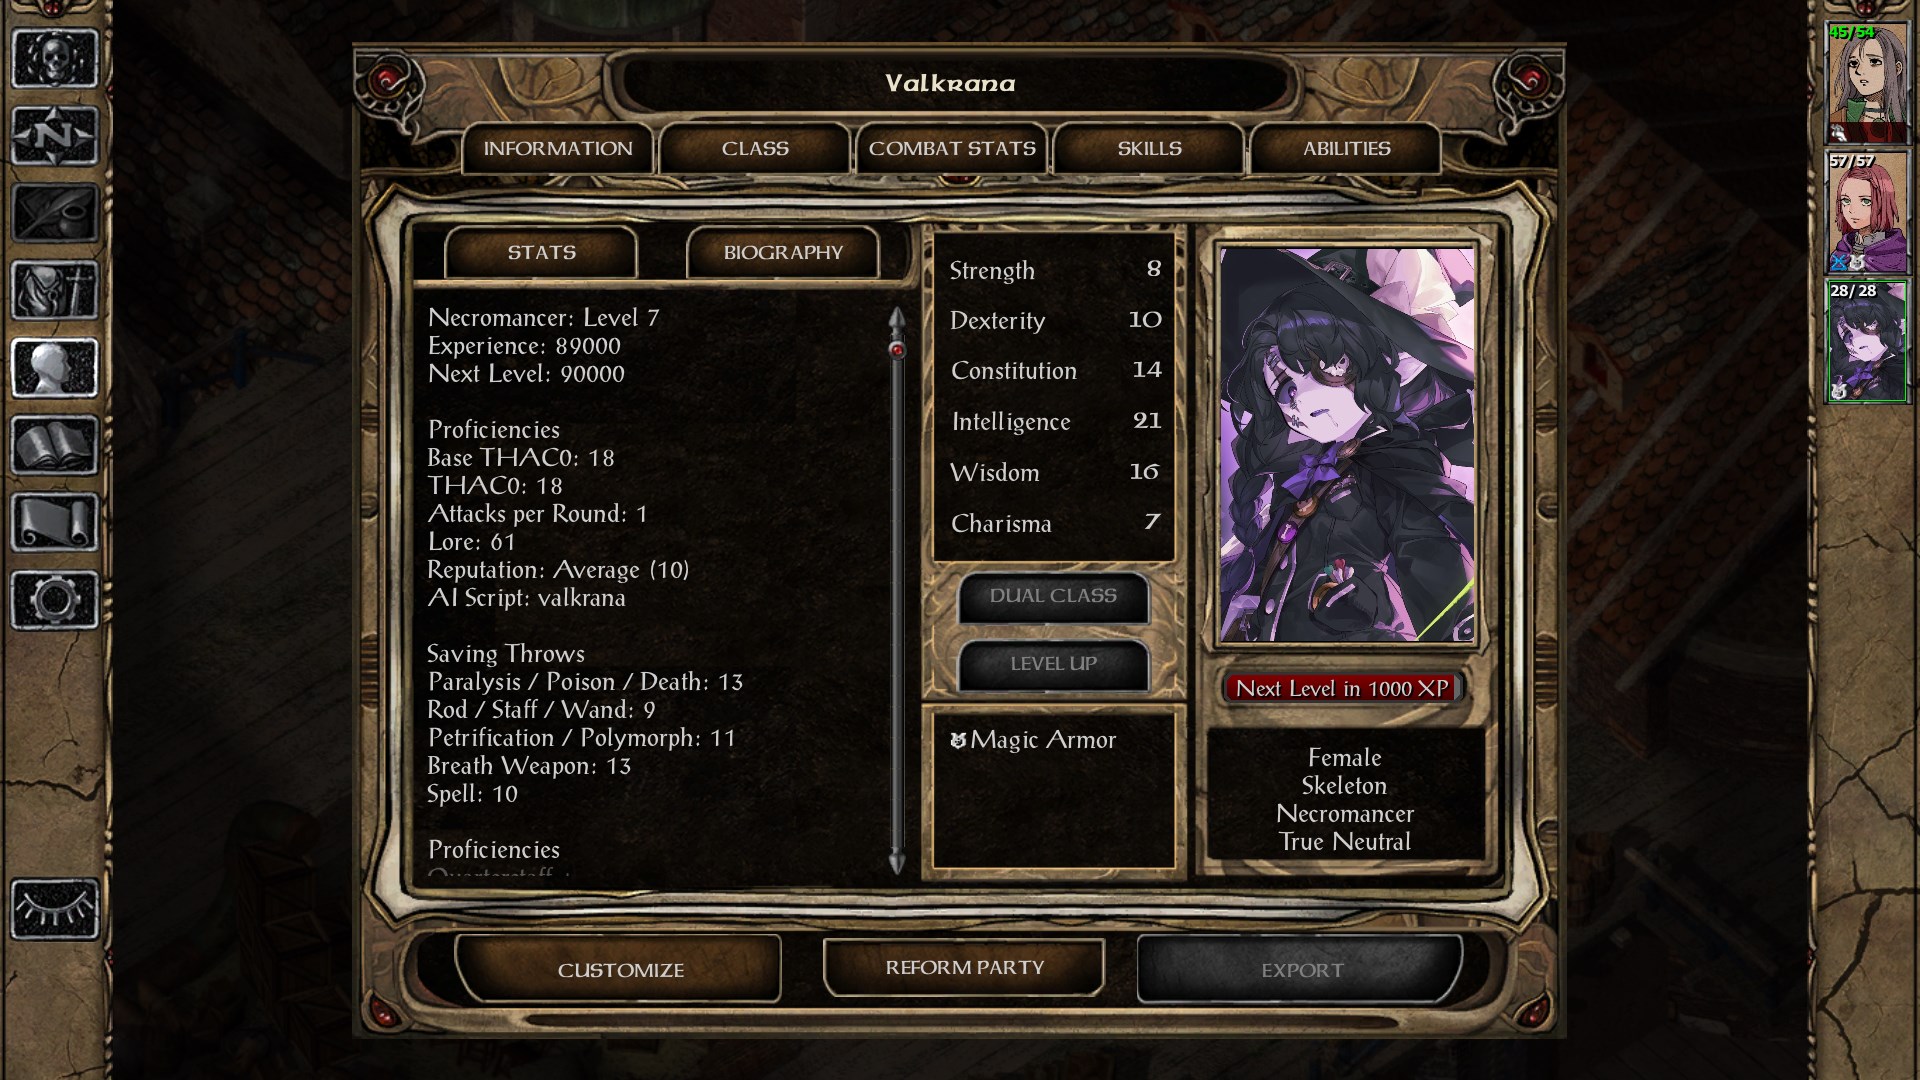 Valkrana
INFORMATION
CLASS
COMBAT STATS
SKILLS
ABILITIES
STATS
BIOGRAPHY
Necromancer: Level 7
Experience: 89000
Next Level: 90000
Proficiencies
Base THAC0: 18
THAC0: 18
Attacks per Round: 1
Lore: 61
Reputation: Average (10)
AI Script: valkrana
Saving Throws
Paralysis / Poison / Death: 13
Rod / Staff / Wand: 9
Petrification / Polymorph: 11
Breath Weapon: 13
Spell: 10
Proficiencies
Strength 8
Dexterity 10
Constitution 14
Intelligence 21
Wisdom 16
Charisma 7
DUAL CLASS
LEVEL UP
Magic Armor
Next Level in 1000 XP
Female
Skeleton
Necromancer
True Neutral
CUSTOMIZE
REFORM PARTY
EXPORT
N
45/54
57/57
28/28